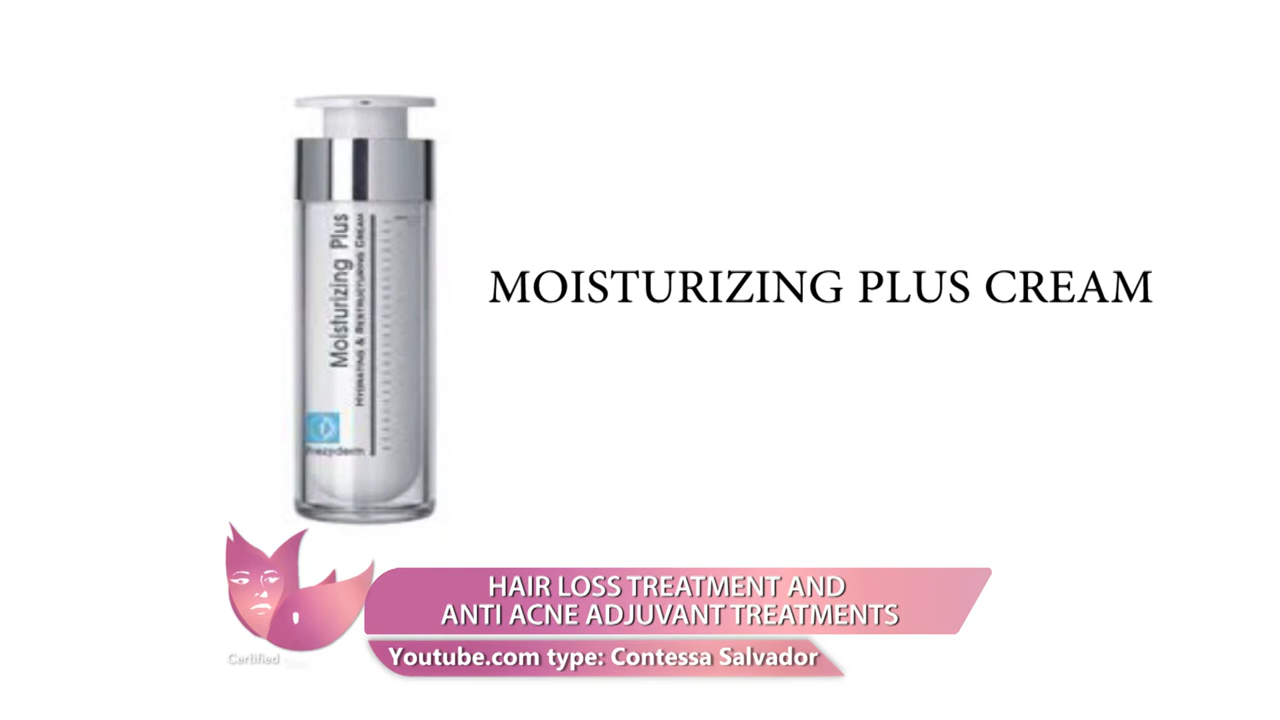 Moisturizing Plus
HYDRATING & RESTRUCTURING CREAM
frezyderm
MOISTURIZING PLUS CREAM
HAIR LOSS TREATMENT AND
ANTI ACNE ADJUVANT TREATMENTS
Certified
Youtube.com type: Contessa Salvador